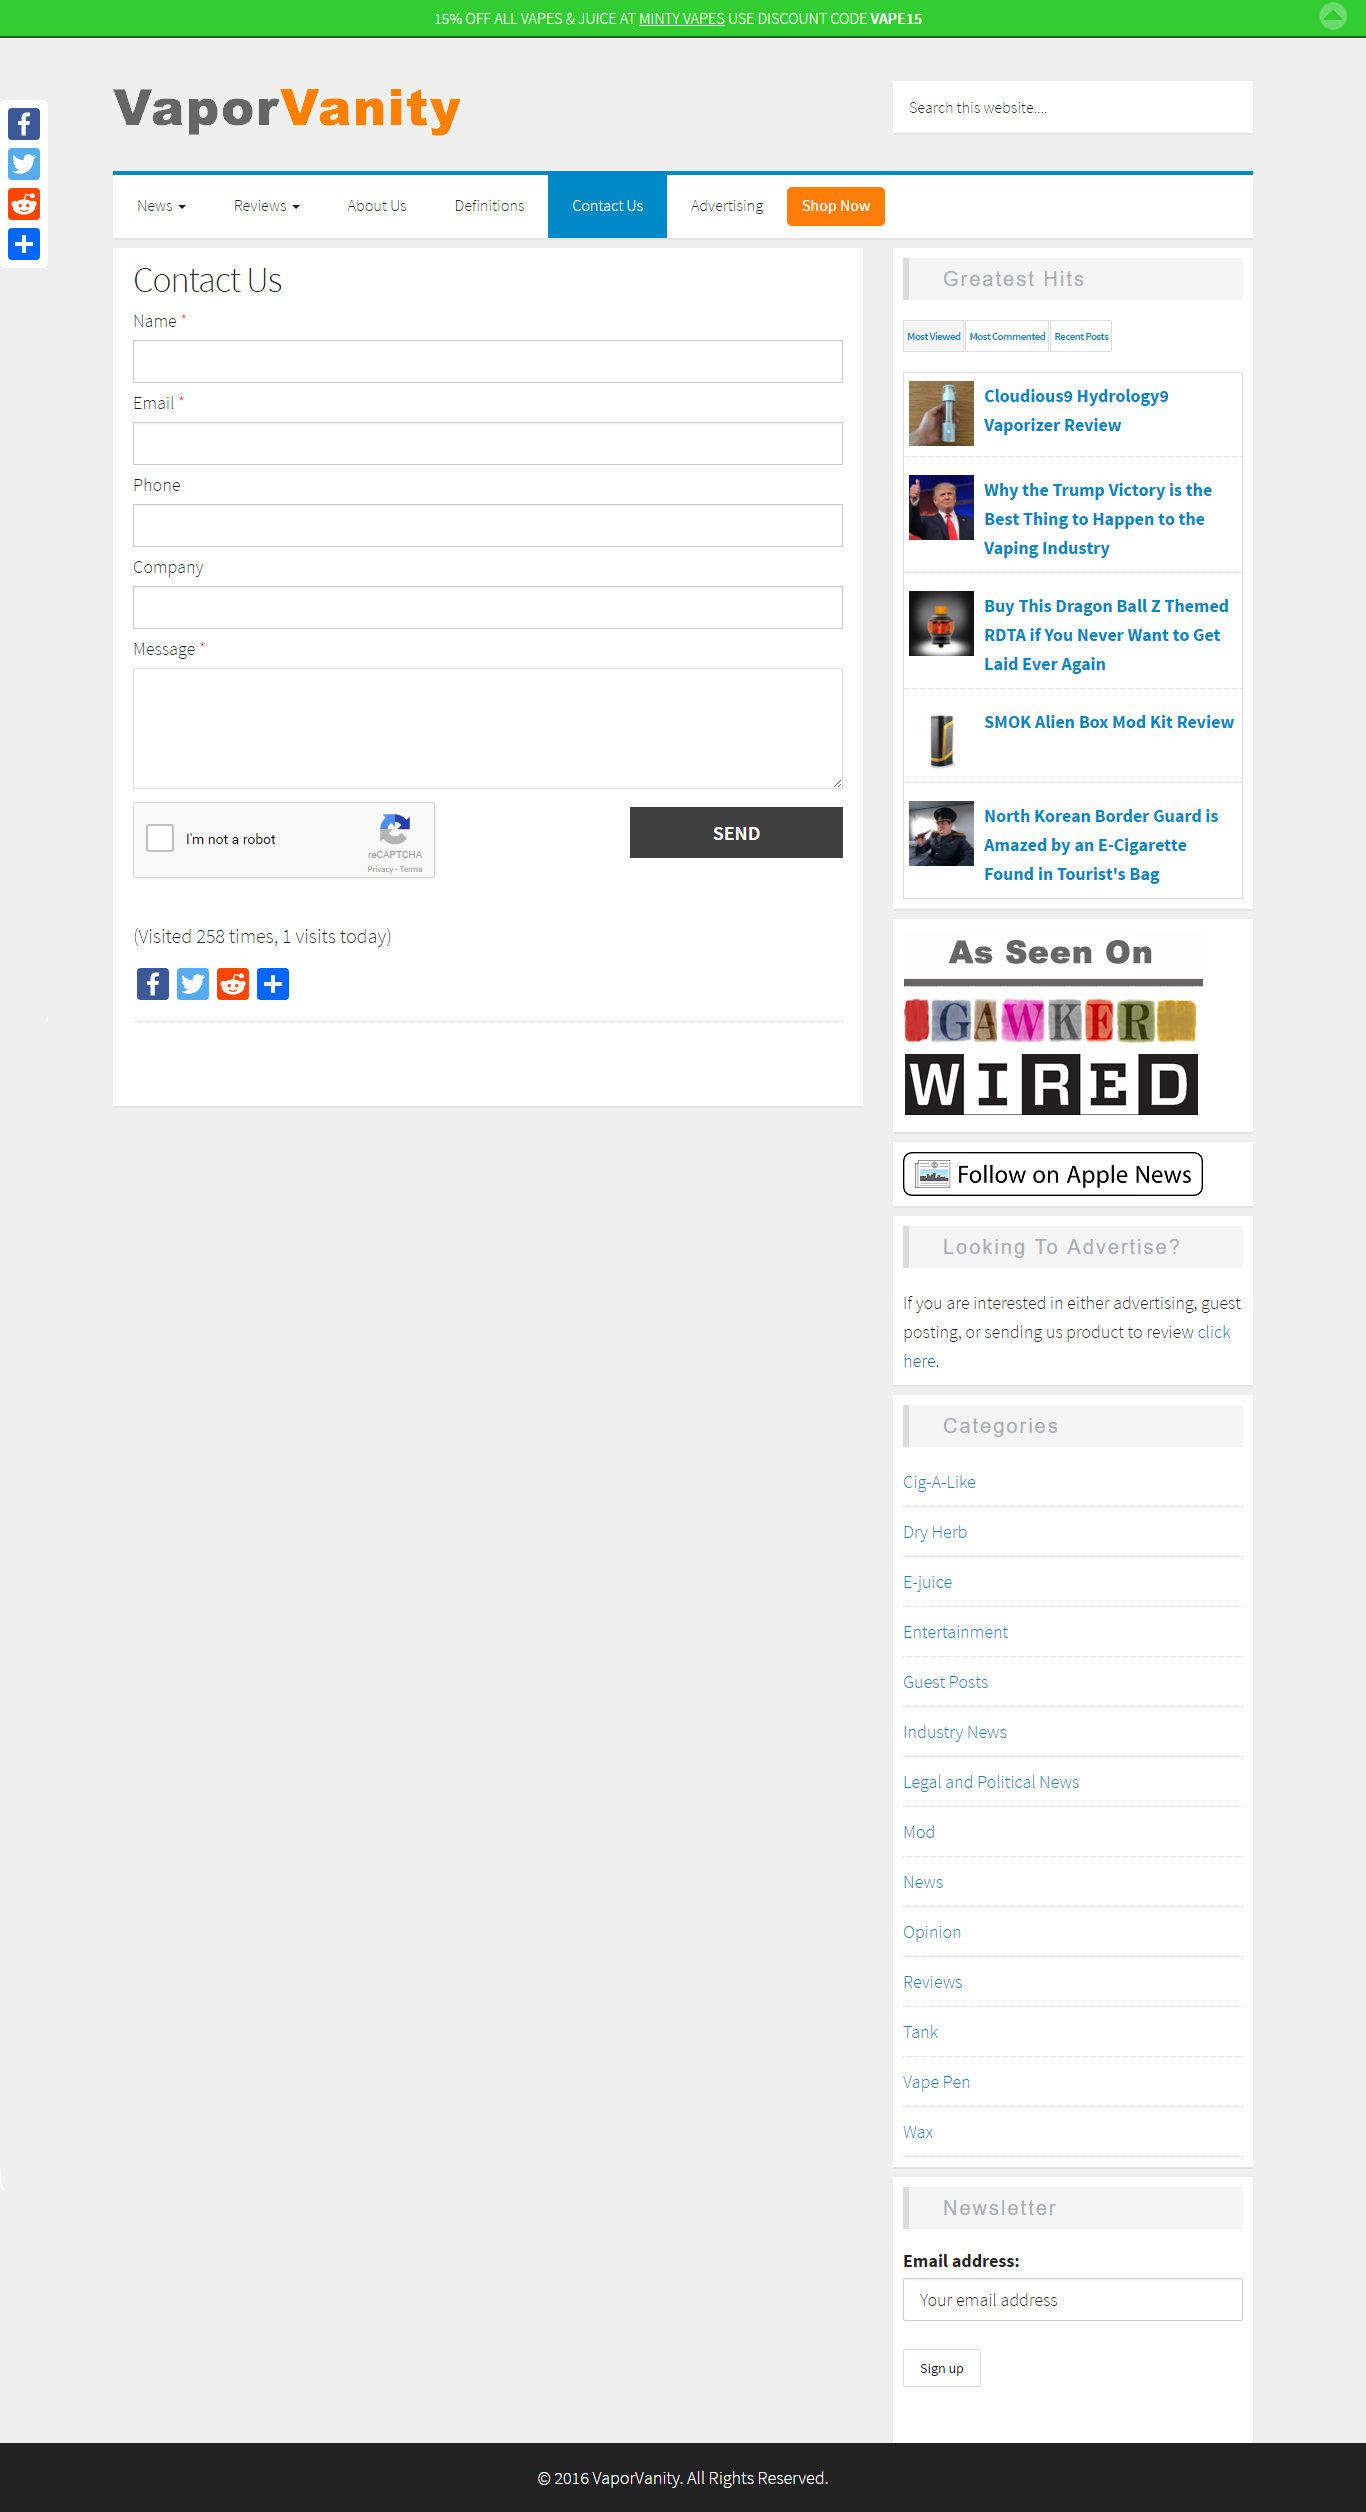 15% OFF ALL VAPES & JUICE AT MINTY VAPES USE DISCOUNT CODE VAPE15
VaporVanity
Search this website....
News Reviews About Us Definitions Contact Us Advertising Shop Now
Contact Us
Name *
Email *
Phone
Company
Message *
I'm not a robot
reCAPTCHA
Privacy - Terms
SEND
(Visited 258 times, 1 visits today)
Greatest Hits
Most Viewed Most Commented Recent Posts
Cloudious9 Hydrology9
Vaporizer Review
Why the Trump Victory is the
Best Thing to Happen to the
Vaping Industry
Buy This Dragon Ball Z Themed
RDTA if You Never Want to Get
Laid Ever Again
SMOK Alien Box Mod Kit Review
North Korean Border Guard is
Amazed by an E-Cigarette
Found in Tourist's Bag
As Seen On
GAWKER
WIRED
Follow on Apple News
Looking To Advertise?
If you are interested in either advertising, guest
posting, or sending us product to review click
here.
Categories
Cig-A-Like
Dry Herb
E-juice
Entertainment
Guest Posts
Industry News
Legal and Political News
Mod
News
Opinion
Reviews
Tank
Vape Pen
Wax
Newsletter
Email address:
Your email address
Sign up
© 2016 VaporVanity. All Rights Reserved.